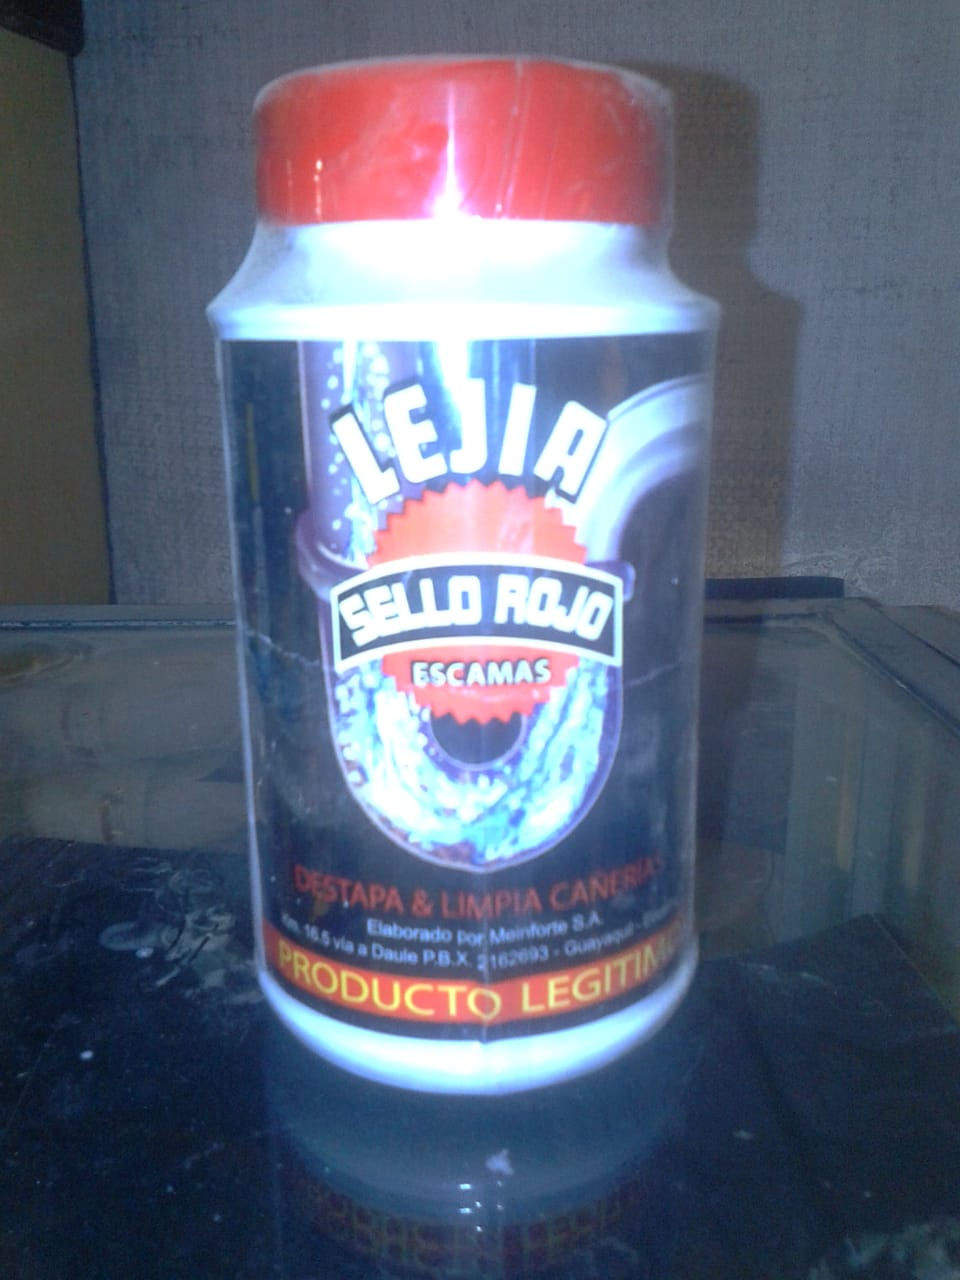 LEJIA
SELLO ROJO
ESCAMAS
DESTAPA & LIMPIA CAÑERIAS
Elaborado por Meinforte S.A.
Km. 16.5 vía a Daule P.B.X. 2162693 - Guayaquil -
PRODUCTO LEGITIMO